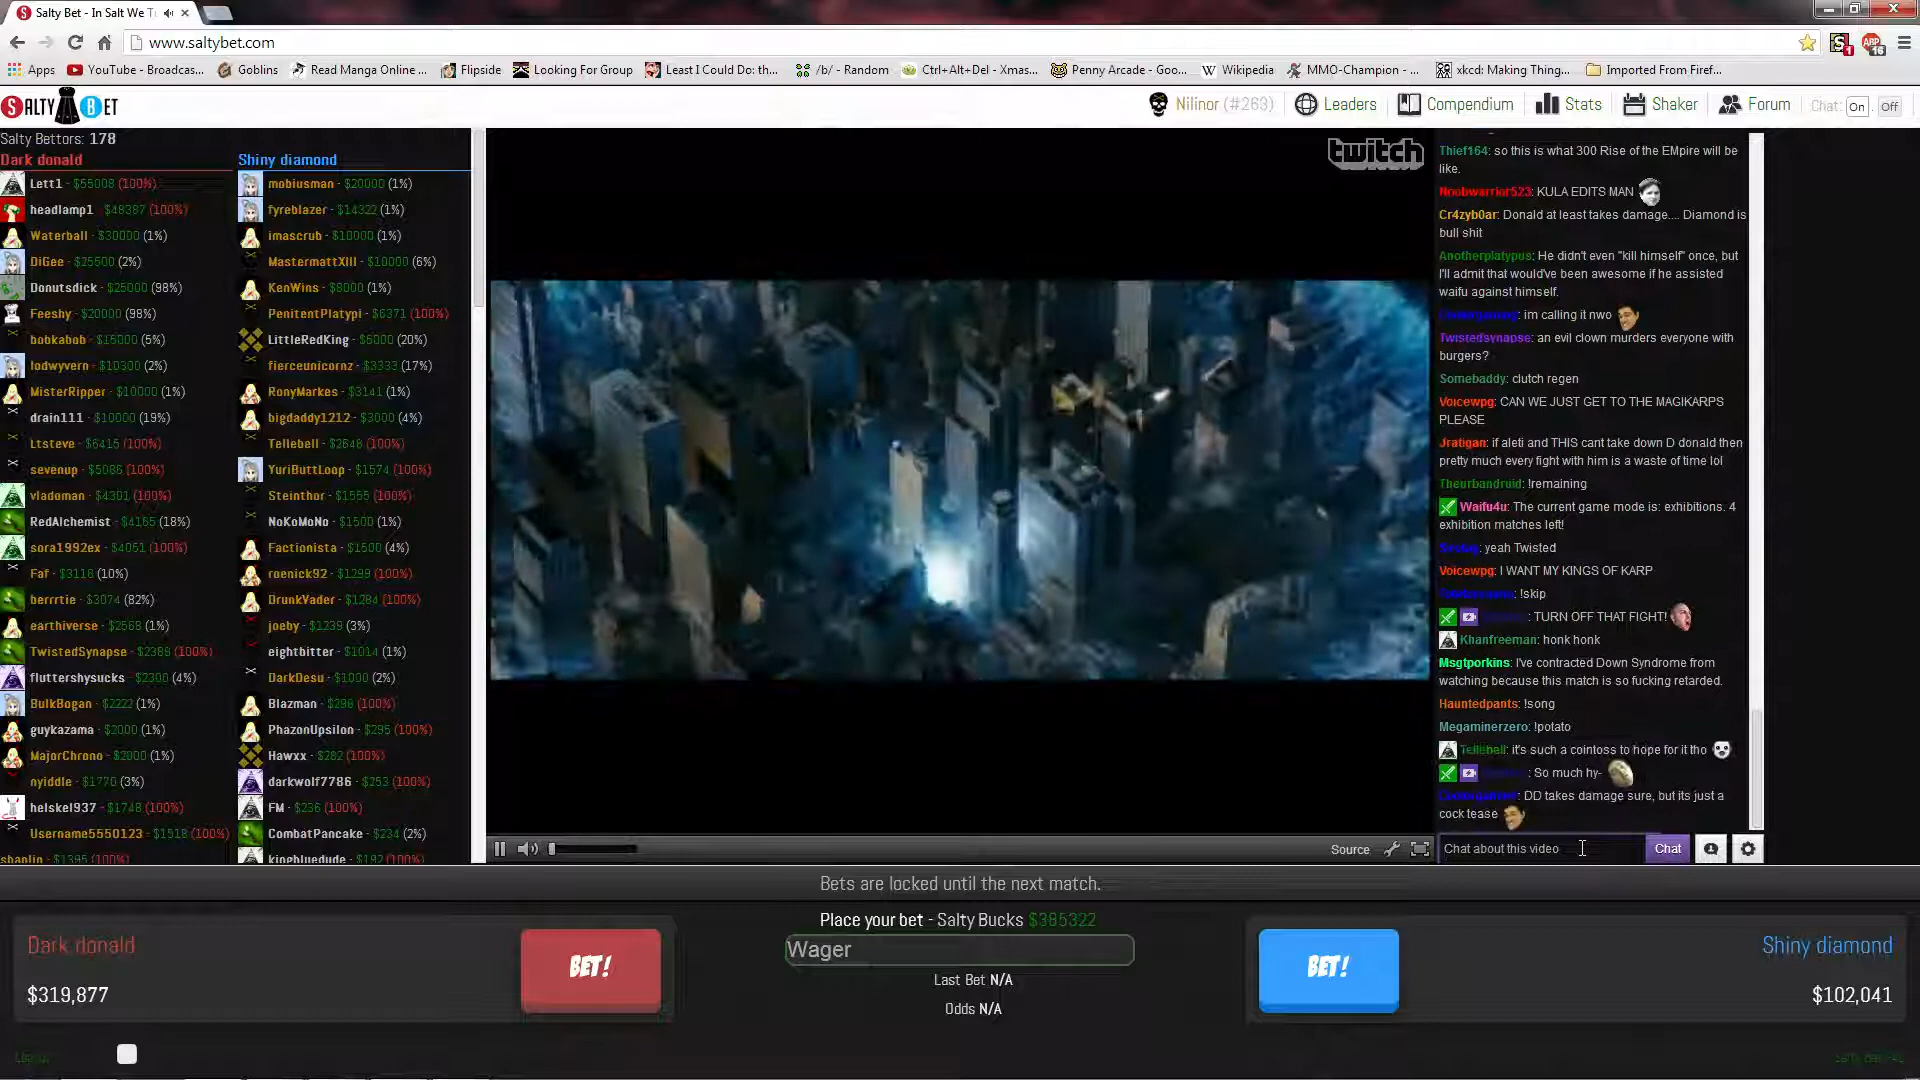 Salty Bet - In Salt We T
www.saltybet.com
Apps YouTube - Broadcas... Goblins Read Manga Online ... Flipside Looking For Group Least I Could Do: th... /b/ - Random Ctrl+Alt+Del - Xmas... Penny Arcade - Goo... Wikipedia MMO-Champion - ... xkcd: Making Thing... Imported From Firef...
SALTY BET
Nilinor (#263) Leaders Compendium Stats Shaker Forum Chat: On Off
Salty Bettors: 178
Dark donald
Lett1 - $55008 (100%)
headlamp1 - $48387 (100%)
Waterball - $30000 (1%)
DiGee - $25500 (2%)
Donutsdick - $25000 (98%)
Feeshy - $20000 (98%)
bobkabob - $15000 (5%)
lodwyvern - $10300 (2%)
MisterRipper - $10000 (1%)
drain111 - $10000 (19%)
Ltsteve - $6415 (100%)
sevenup - $5086 (100%)
vladoman - $4301 (100%)
RedAlchemist - $4165 (18%)
sora1992ex - $4051 (100%)
Faf - $3118 (10%)
berrrtie - $3074 (82%)
earthiverse - $2568 (1%)
TwistedSynapse - $2386 (100%)
fluttershysucks - $2300 (4%)
BulkBogan - $2222 (1%)
guykazama - $2000 (1%)
MajorChrono - $2000 (1%)
nyiddle - $1770 (3%)
helskel937 - $1748 (100%)
Username5550123 - $1518 (100%)
shaolin - $1395 (100%)
Shiny diamond
mobiusman - $20000 (1%)
fyreblazer - $14322 (1%)
imascrub - $10000 (1%)
MastermattXIII - $10000 (6%)
KenWins - $8000 (1%)
PenitentPlatypi - $6371 (100%)
LittleRedKing - $5000 (20%)
fierceunicornz - $3333 (17%)
RonyMarkes - $3141 (1%)
bigdaddy1212 - $3000 (4%)
Tellebell - $2648 (100%)
YuriButtLoop - $1574 (100%)
Steinthor - $1555 (100%)
NoKoMoNo - $1500 (1%)
Factionista - $1500 (4%)
roenick92 - $1299 (100%)
DrunkVader - $1284 (100%)
joeby - $1239 (3%)
eightbitter - $1014 (1%)
DarkDesu - $1000 (2%)
Blazman - $296 (100%)
PhazonUpsilon - $295 (100%)
Hawxx - $282 (100%)
darkwolf7786 - $253 (100%)
FM - $236 (100%)
CombatPancake - $234 (2%)
kingbluedude - $192 (100%)
twitch
Source
Thief164: so this is what 300 Rise of the EMpire will be
like.
Noobwarrior523: KULA EDITS MAN
Cr4zyb0ar: Donald at least takes damage.... Diamond is
bull shit
Anotherplatypus: He didn't even "kill himself" once, but
I'll admit that would've been awesome if he assisted
waifu against himself.
im calling it nwo
Twistedsynapse: an evil clown murders everyone with
burgers?
Somebaddy: clutch regen
Voicewpg: CAN WE JUST GET TO THE MAGIKARPS
PLEASE
Jratigan: if aleti and THIS cant take down D donald then
pretty much every fight with him is a waste of time lol
Theurbandruid: !remaining
Waifu4u: The current game mode is: exhibitions. 4
exhibition matches left!
yeah Twisted
Voicewpg: I WANT MY KINGS OF KARP
!skip
: TURN OFF THAT FIGHT!
Khanfreeman: honk honk
Msgtporkins: I've contracted Down Syndrome from
watching because this match is so fucking retarded.
Hauntedpants: !song
Megaminerzero: !potato
Tellebell: it's such a cointoss to hope for it tho
: So much hy-
DD takes damage sure, but its just a
cock tease
Chat about this video Chat
Bets are locked until the next match.
Place your bet - Salty Bucks $385322
Wager
Last Bet N/A
Odds N/A
Dark donald
$319,877
BET!
BET!
Shiny diamond
$102,041